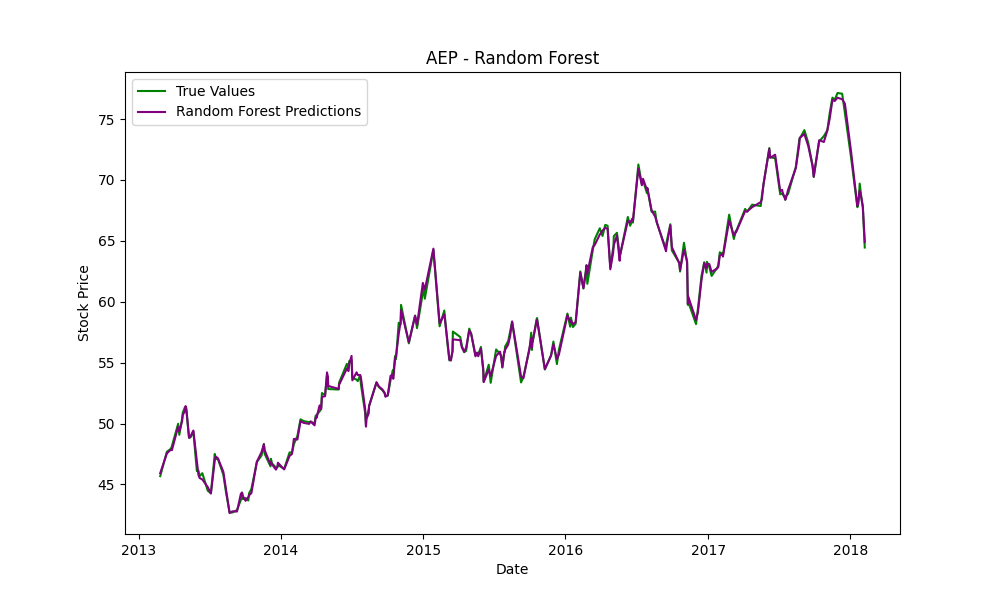 AEP - Random Forest
True Values
Random Forest Predictions
Stock Price
75
70
65
60
55
50
45
2013 2014 2015 2016 2017 2018
Date